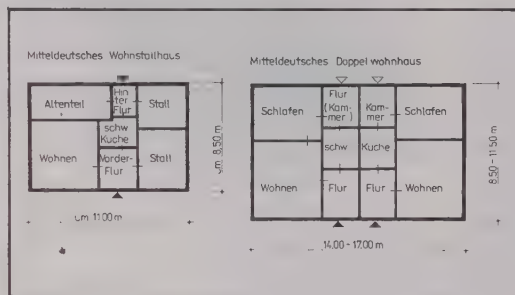 Mitteldeutsches Wohnstallhaus
Altenteil
Hin
ter
Flur
Stall
schw
Küche
Wohnen
Vorder-
Flur
Stall
um 8,50 m
um 11,00 m
Mitteldeutsches Doppelwohnhaus
Schlafen
Flur
(Kam-
mer)
Kam-
mer
Schlafen
schw
Küche
Wohnen
Flur
Flur
Wohnen
8,50 - 11,50 m
14,00 - 17,00 m